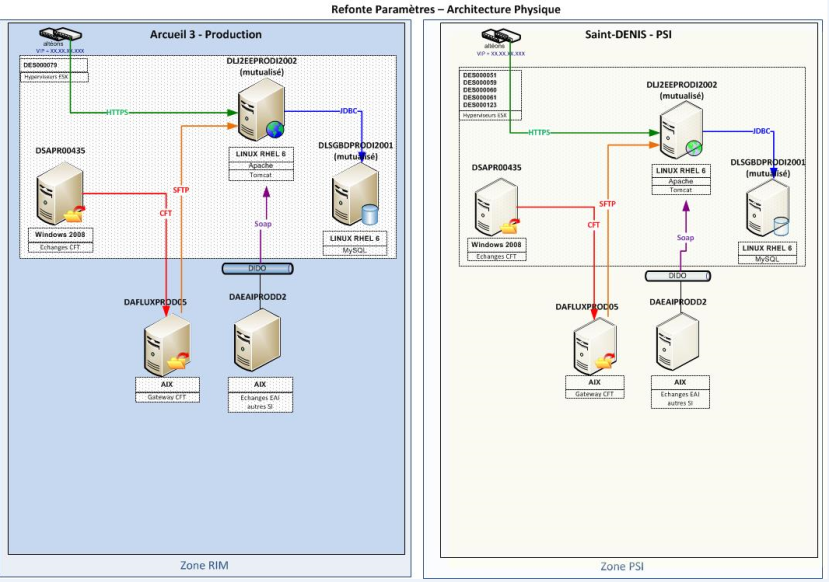 Refonte Paramètres – Architecture Physique
Arcueil 3 - Production
altéons
VIP = XX.XX.XX.XXX
DES000079
Hyperviseurs ESX
DLJ2EEPRODI2002
(mutualisé)
HTTPS
JDBC
DLSGBDPRODI2001
(mutualisé)
LINUX RHEL 6
Apache
Tomcat
DSAPR00435
SFTP
CFT
Soap
Windows 2008
Echanges CFT
LINUX RHEL 6
MySQL
DIDO
DAFLUXPROD05
DAEAIPRODD2
AIX
Gateway CFT
AIX
Echanges EAI
autres SI
Zone RIM
Saint-DENIS - PSI
altéons
VIP = XX.XX.XX.XXX
DES000051
DES000059
DES000060
DES000061
DES000123
Hyperviseurs ESX
DLJ2EEPRODI2002
(mutualisé)
HTTPS
JDBC
DLSGBDPRODI2001
(mutualisé)
LINUX RHEL 6
Apache
Tomcat
DSAPR00435
SFTP
CFT
Soap
Windows 2008
Echanges CFT
LINUX RHEL 6
MySQL
DIDO
DAFLUXPROD05
DAEAIPRODD2
AIX
Gateway CFT
AIX
Echanges EAI
autres SI
Zone PSI